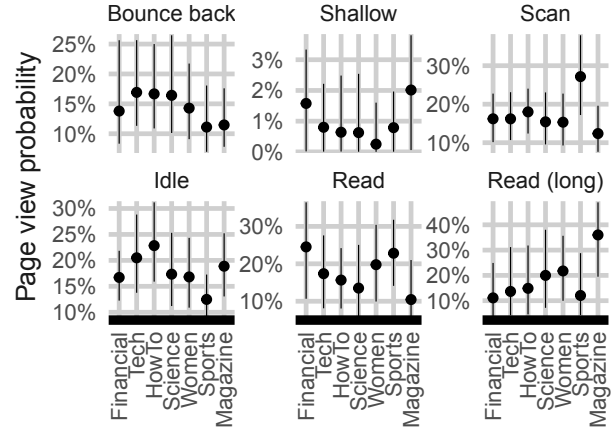 Bounce back
Shallow
Scan
25%
20%
15%
10%
3%
2%
1%
0%
30%
20%
10%
Page view probability
Idle
Read
Read (long)
30%
25%
20%
15%
10%
30%
20%
10%
40%
30%
20%
10%
Financial
Tech
HowTo
Science
Women
Sports
Magazine
Financial
Tech
HowTo
Science
Women
Sports
Magazine
Financial
Tech
HowTo
Science
Women
Sports
Magazine